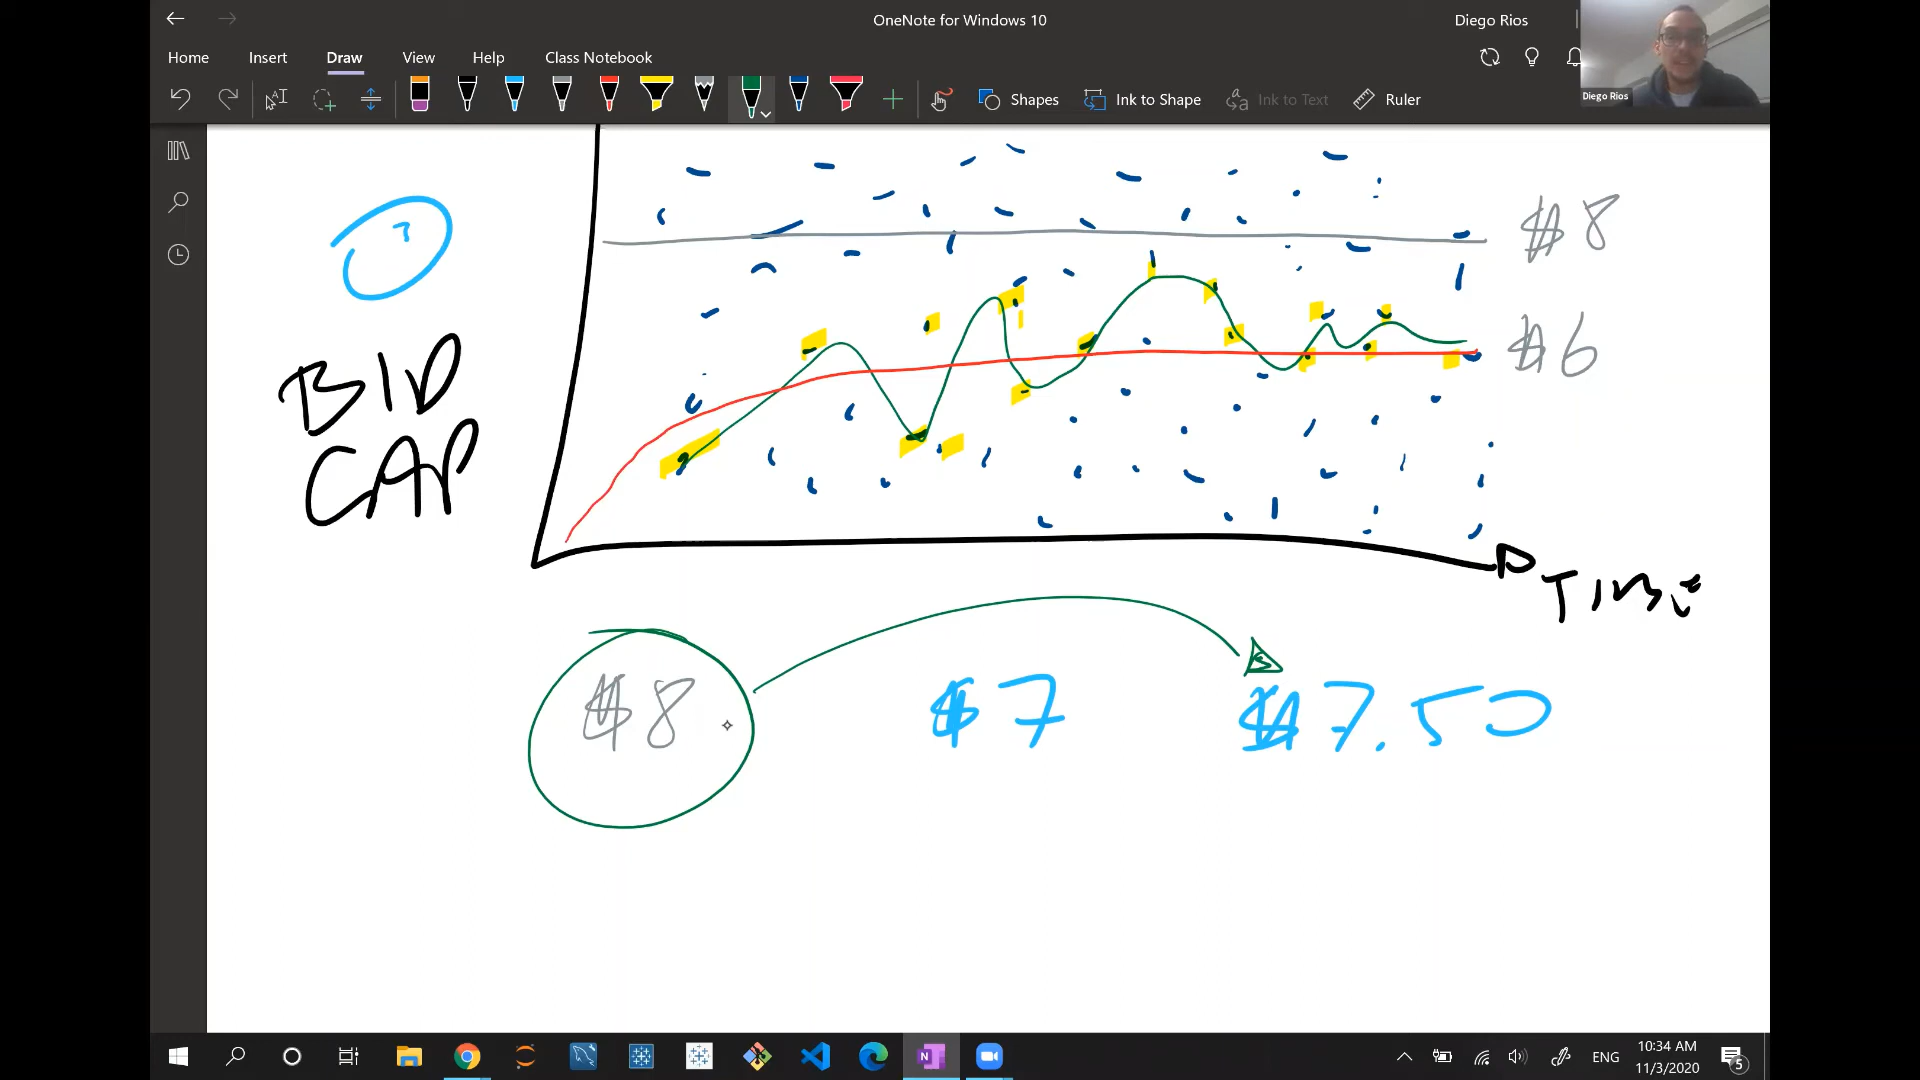 OneNote for Windows 10
Diego Rios
Home Insert Draw View Help Class Notebook
Shapes Ink to Shape Ink to Text Ruler
Diego Rios
$8
BID
CAP
$6
TIME
$8 $7 $7.50
ENG
10:34 AM
11/3/2020
5